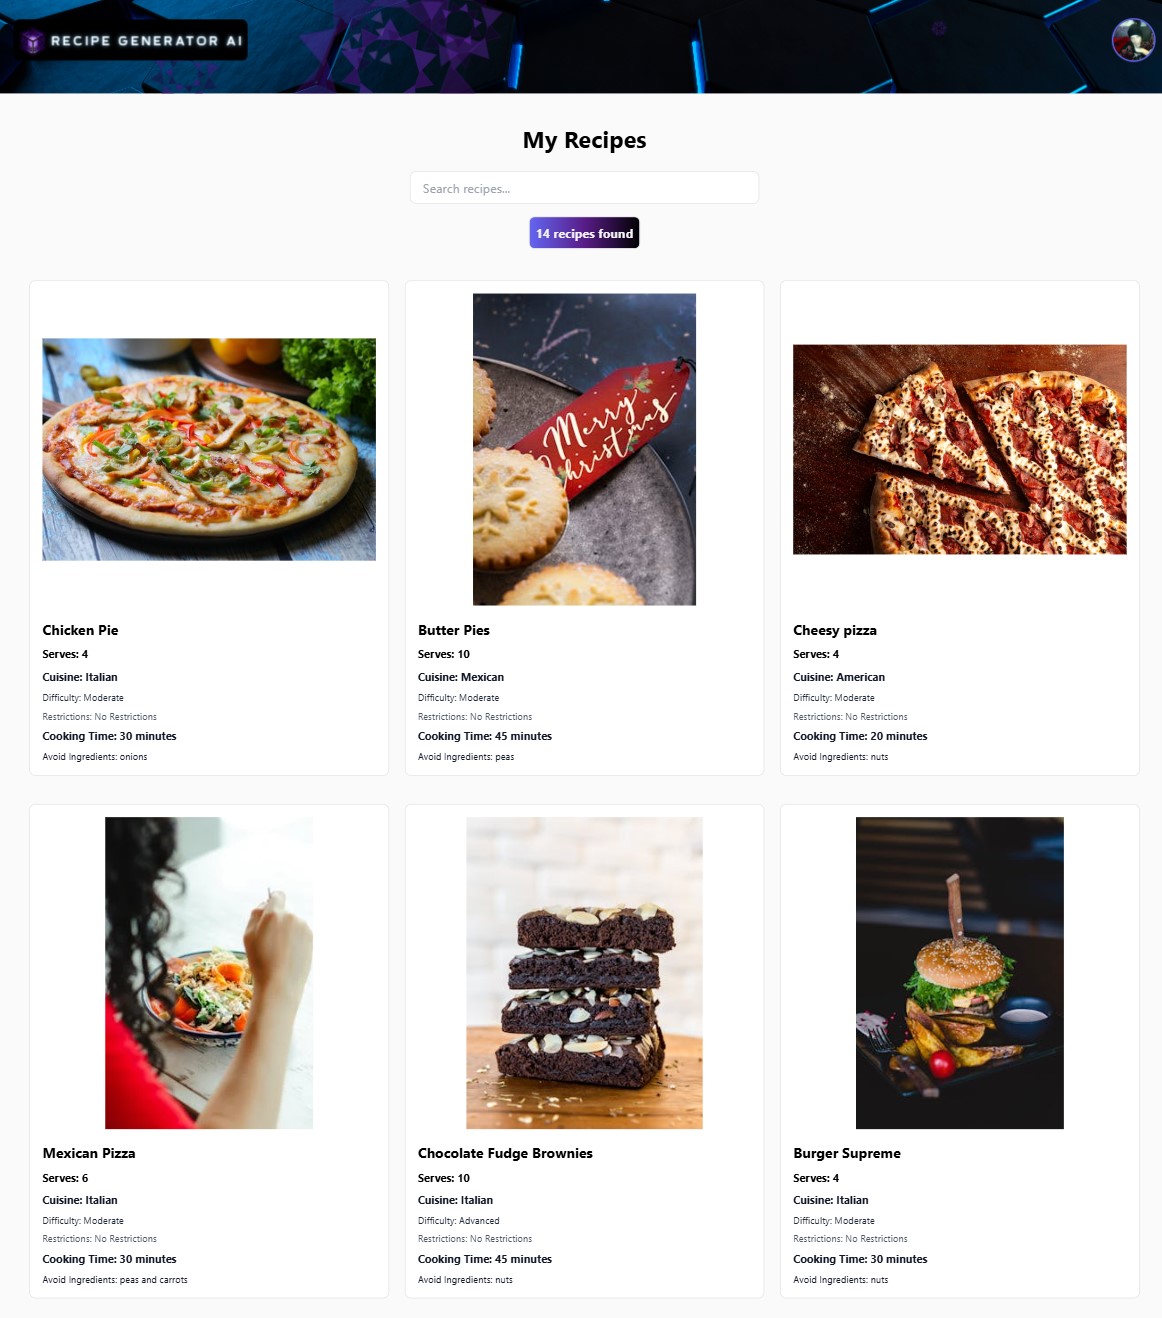 RECIPE GENERATOR AI
My Recipes
Search recipes...
14 recipes found
Merry
Christmas
Chicken Pie
Serves: 4
Cuisine: Italian
Difficulty: Moderate
Restrictions: No Restrictions
Cooking Time: 30 minutes
Avoid Ingredients: onions
Butter Pies
Serves: 10
Cuisine: Mexican
Difficulty: Moderate
Restrictions: No Restrictions
Cooking Time: 45 minutes
Avoid Ingredients: peas
Cheesy pizza
Serves: 4
Cuisine: American
Difficulty: Moderate
Restrictions: No Restrictions
Cooking Time: 20 minutes
Avoid Ingredients: nuts
Mexican Pizza
Serves: 6
Cuisine: Italian
Difficulty: Moderate
Restrictions: No Restrictions
Cooking Time: 30 minutes
Avoid Ingredients: peas and carrots
Chocolate Fudge Brownies
Serves: 10
Cuisine: Italian
Difficulty: Advanced
Restrictions: No Restrictions
Cooking Time: 45 minutes
Avoid Ingredients: nuts
Burger Supreme
Serves: 4
Cuisine: Italian
Difficulty: Moderate
Restrictions: No Restrictions
Cooking Time: 30 minutes
Avoid Ingredients: nuts